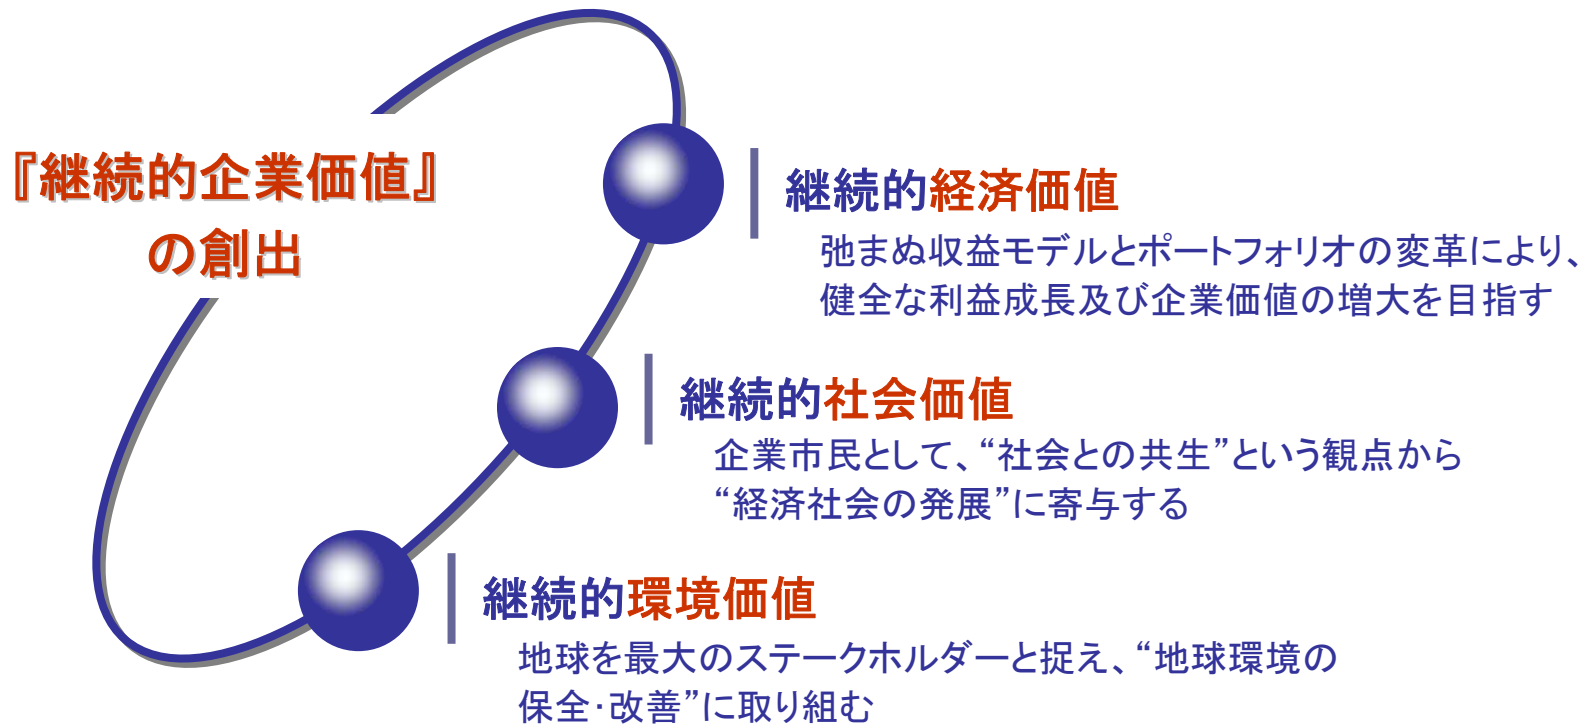 『継続的企業価値』
の創出
継続的経済価値
弛まぬ収益モデルとポートフォリオの変革により、
健全な利益成長及び企業価値の増大を目指す
継続的社会価値
企業市民として、“社会との共生”という観点から
“経済社会の発展”に寄与する
継続的環境価値
地球を最大のステークホルダーと捉え、“地球環境の
保全･改善”に取り組む